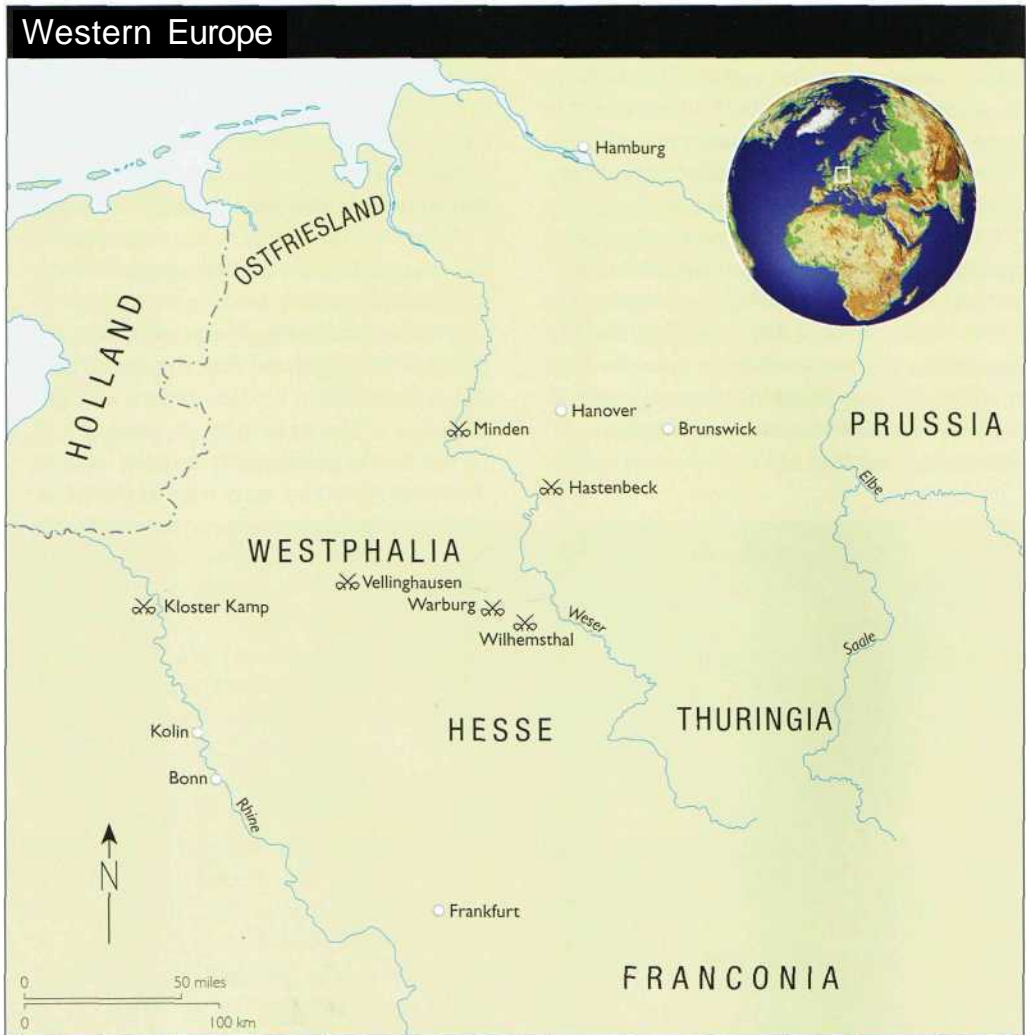 Western Europe
Hamburg
OSTFRIESLAND
HOLLAND
Hanover
Minden
Brunswick
PRUSSIA
Elbe
Hastenbeck
WESTPHALIA
Vellinghausen
Kloster Kamp
Warburg
Weser
Wilhemsthal
Saale
THURINGIA
HESSE
Kolin
Bonn
Rhine
N
Frankfurt
FRANCONIA
0 50 miles
0 100 km